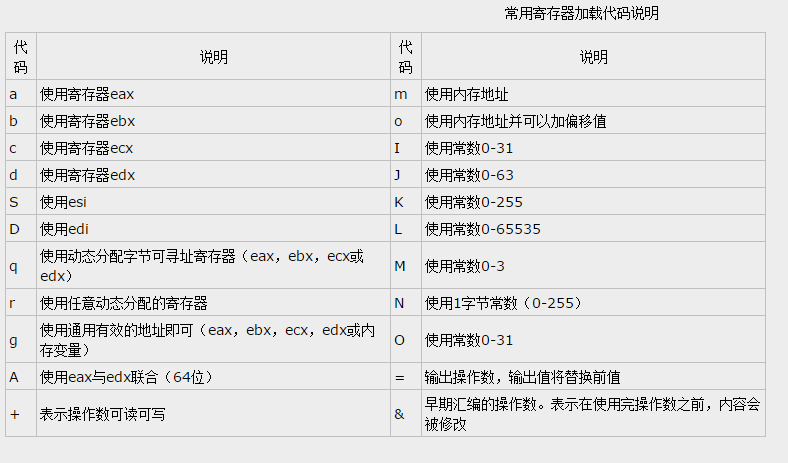 常用寄存器加载代码说明
代
码
说明
代
码
说明
a
使用寄存器eax
m
使用内存地址
b
使用寄存器ebx
o
使用内存地址并可以加偏移值
c
使用寄存器ecx
I
使用常数0-31
d
使用寄存器edx
J
使用常数0-63
S
使用esi
K
使用常数0-255
D
使用edi
L
使用常数0-65535
q
使用动态分配字节可寻址寄存器（eax，ebx，ecx或
edx）
M
使用常数0-3
r
使用任意动态分配的寄存器
N
使用1字节常数（0-255）
g
使用通用有效的地址即可（eax，ebx，ecx，edx或内
存变量）
O
使用常数0-31
A
使用eax与edx联合（64位）
=
输出操作数，输出值将替换前值
+
表示操作数可读可写
&
早期汇编的操作数。表示在使用完操作数之前，内容会
被修改